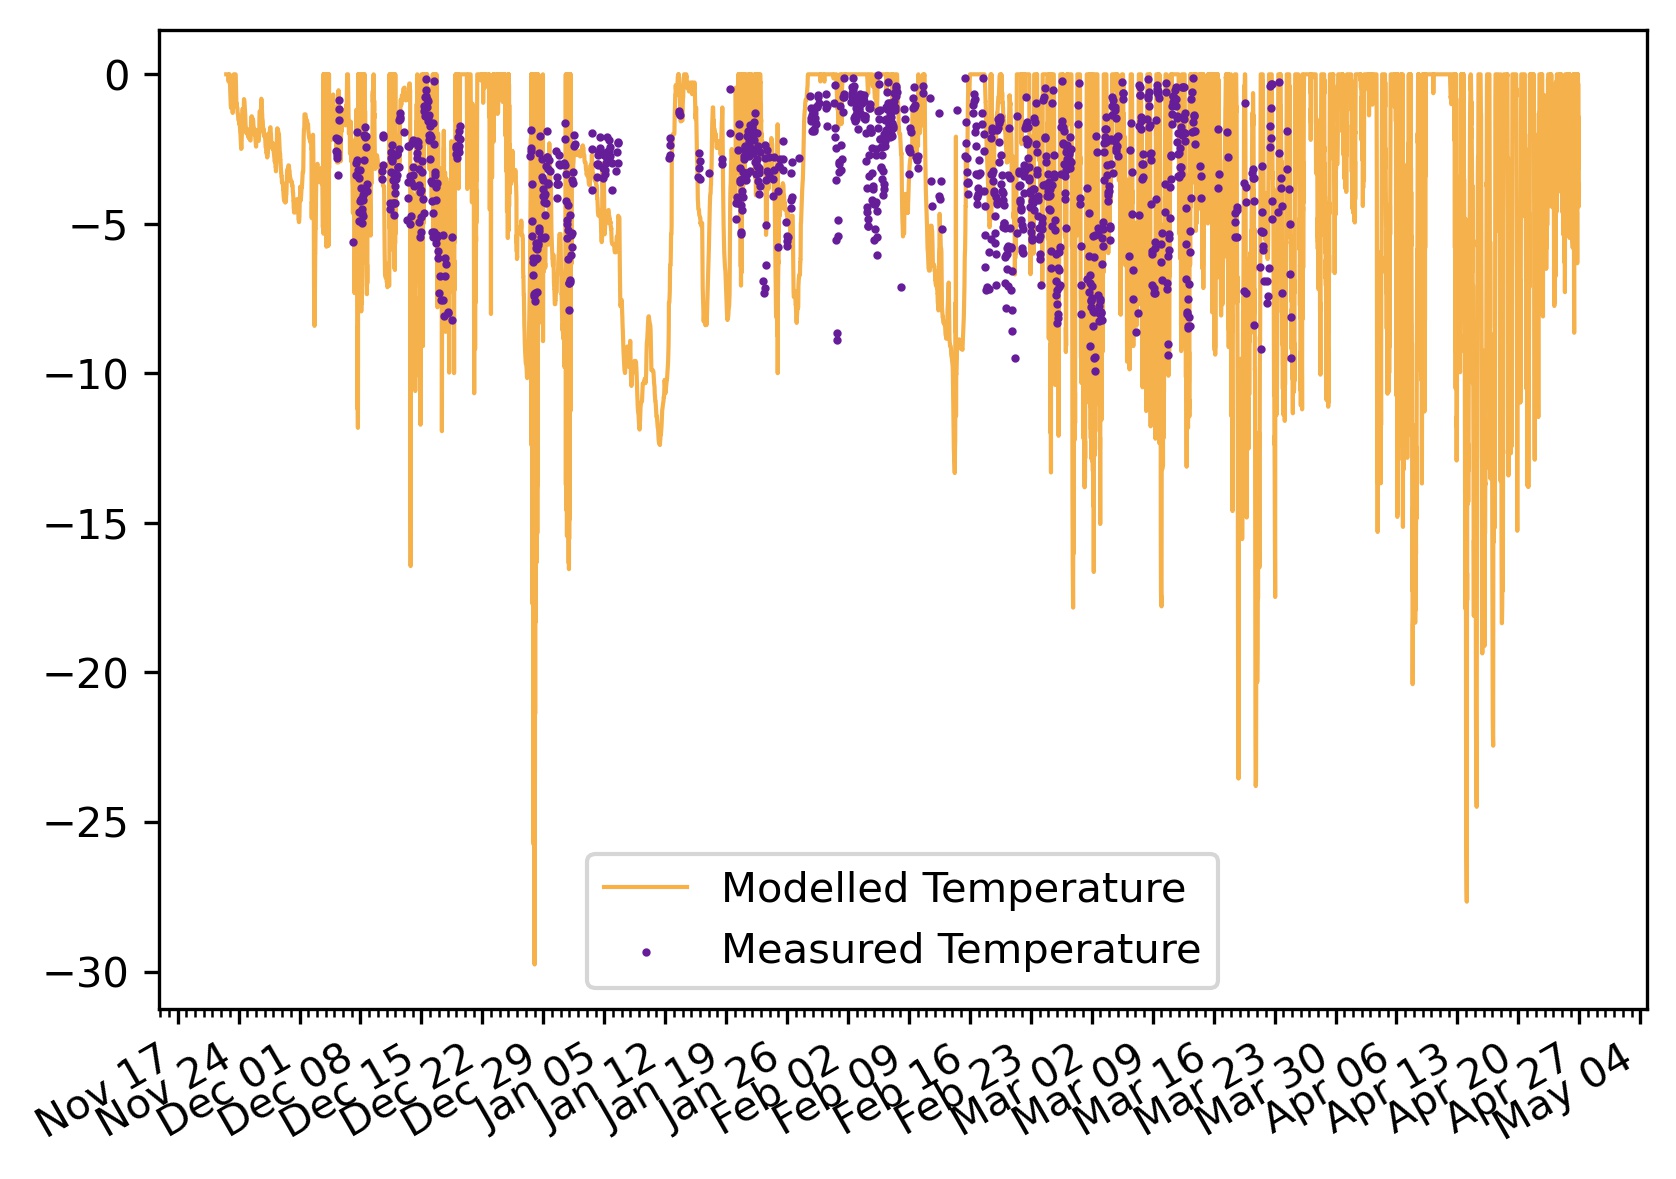 0
−5
−10
−15
−20
−25
−30
Modelled Temperature
Measured Temperature
Nov 17
Nov 24
Dec 01
Dec 08
Dec 15
Dec 22
Dec 29
Jan 05
Jan 12
Jan 19
Jan 26
Feb 02
Feb 09
Feb 16
Feb 23
Mar 02
Mar 09
Mar 16
Mar 23
Mar 30
Apr 06
Apr 13
Apr 20
Apr 27
May 04